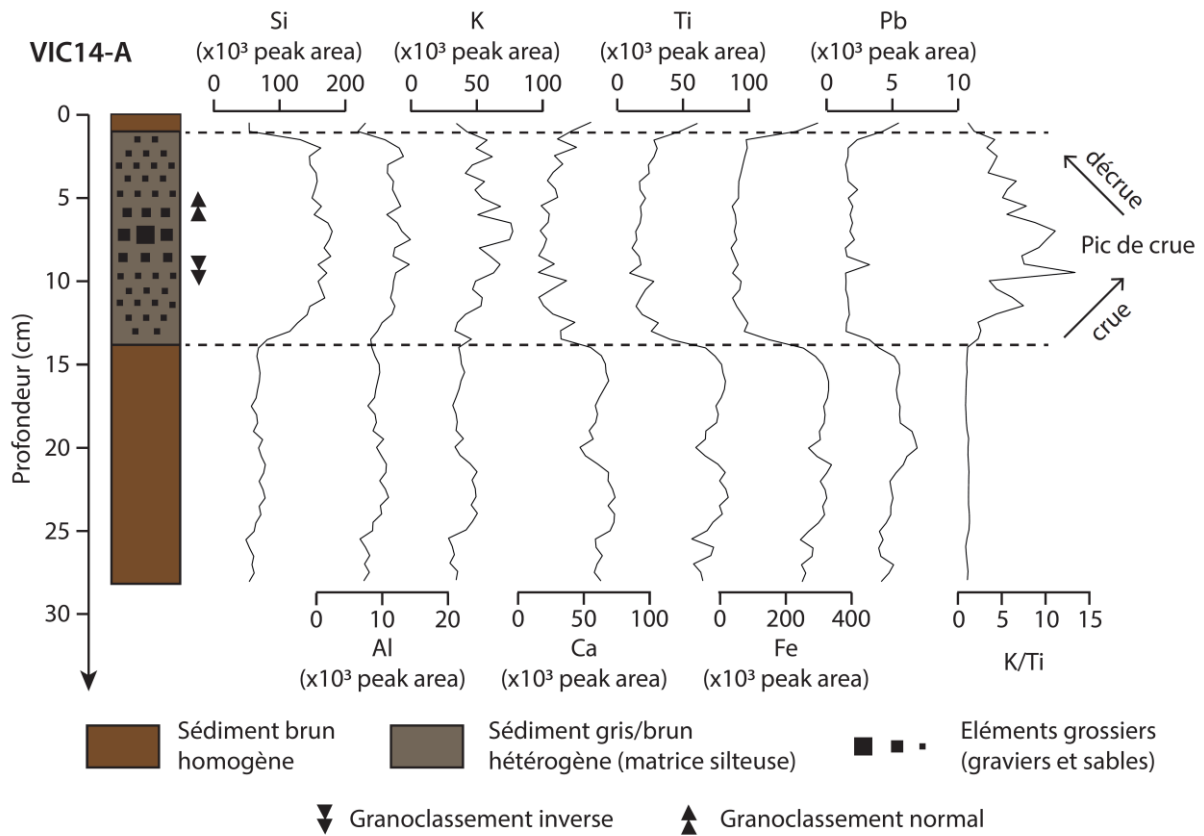 VIC14-A
Si
(x10³ peak area)
0 100 200
K
(x10³ peak area)
0 50 100
Ti
(x10³ peak area)
0 50 100
Pb
(x10³ peak area)
0 5 10
Profondeur (cm)
0
5
10
15
20
25
30
décrue
Pic de crue
crue
0 10 20
Al
(x10³ peak area)
0 50 100
Ca
(x10³ peak area)
0 200 400
Fe
(x10³ peak area)
0 5 10 15
K/Ti
Sédiment brun
homogène
Sédiment gris/brun
hétérogène (matrice silteuse)
Eléments grossiers
(graviers et sables)
Granoclassement inverse
Granoclassement normal